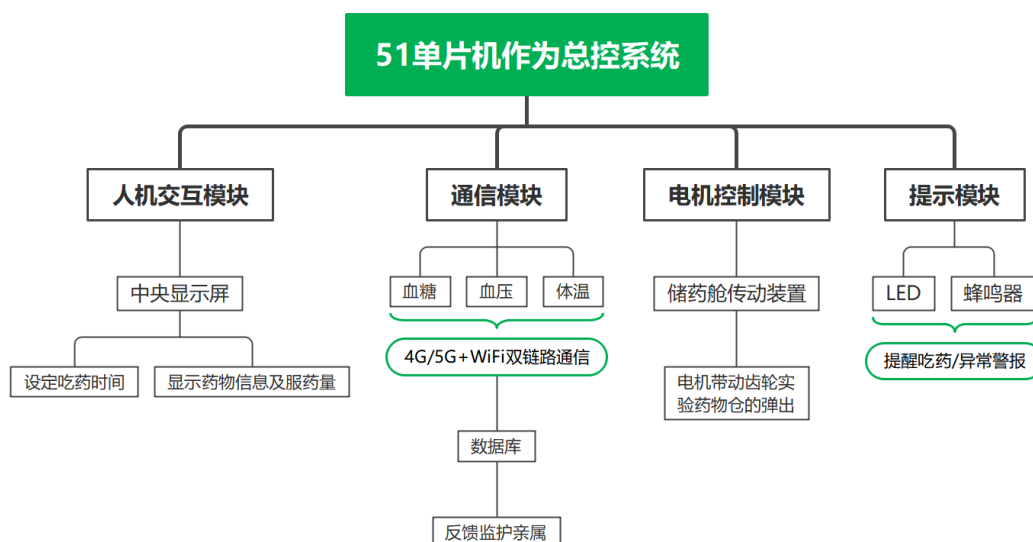 51单片机作为总控系统
人机交互模块
通信模块
电机控制模块
提示模块
中央显示屏
血糖
血压
体温
储药舱传动装置
LED
蜂鸣器
4G/5G+WiFi双链路通信
提醒吃药/异常警报
设定吃药时间
显示药物信息及服药量
电机带动齿轮实
验药物仓的弹出
数据库
反馈监护亲属